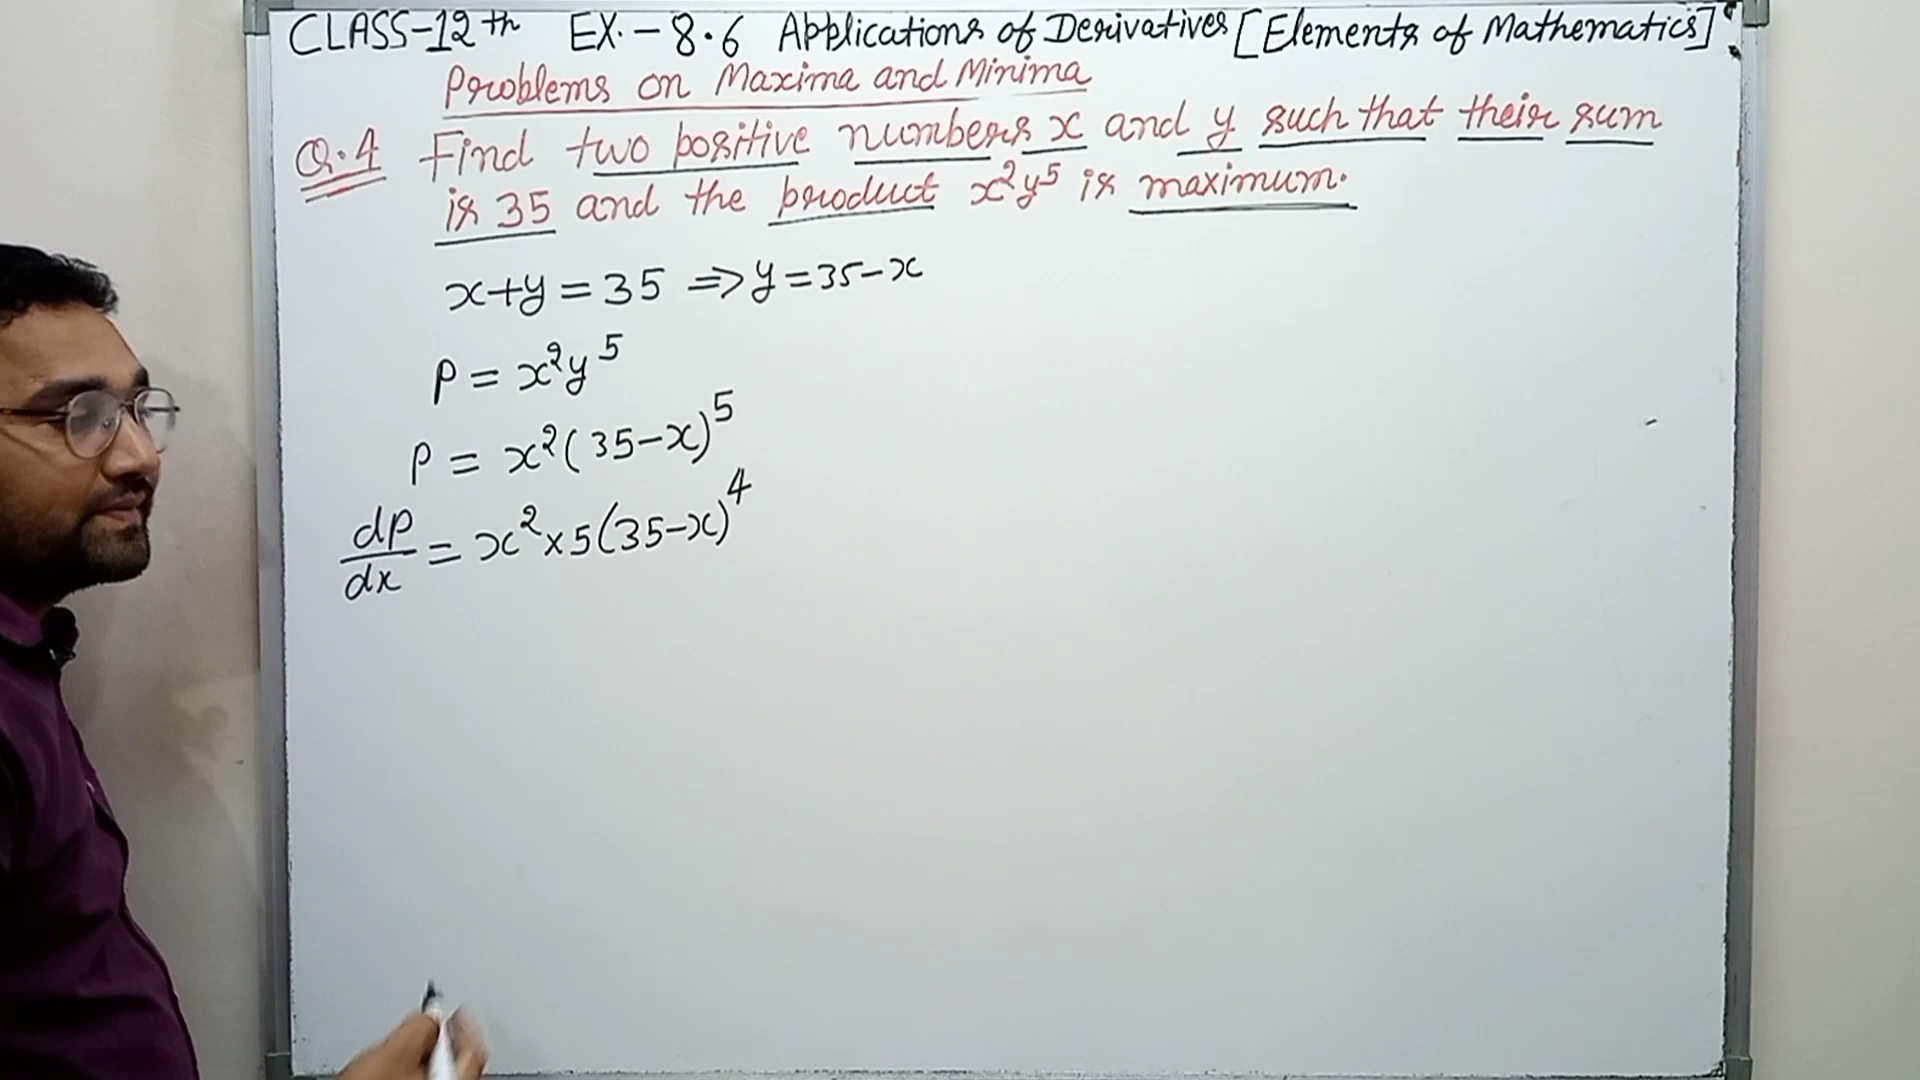 CLASS-12th EX.-8.6 Applications of Derivatives [Elements of Mathematics]
Problems on Maxima and Minima
Q.4 Find two positive numbers x and y such that their sum
is 35 and the product x²y⁵ is maximum.
x+y=35 ⇒ y=35-x
P = x²y⁵
P = x²(35-x)⁵
dp/dx = x²×5(35-x)⁴